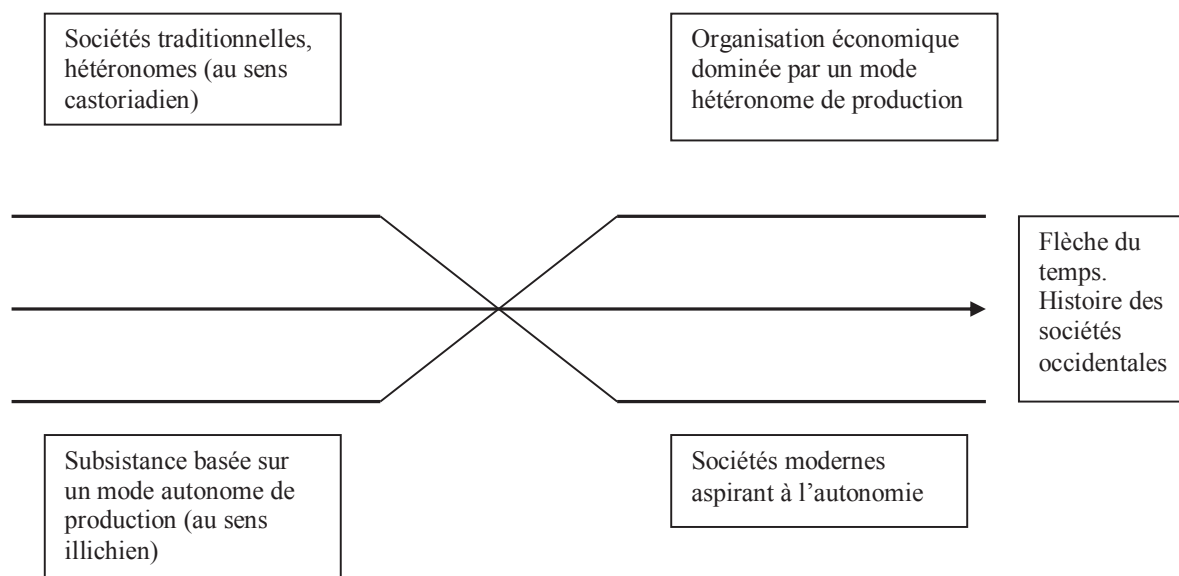 Sociétés traditionnelles,
hétéronomes (au sens
castoriadien)
Organisation économique
dominée par un mode
hétéronome de production
Flèche du
temps.
Histoire des
sociétés
occidentales
Subsistance basée sur
un mode autonome de
production (au sens
illichien)
Sociétés modernes
aspirant à l’autonomie